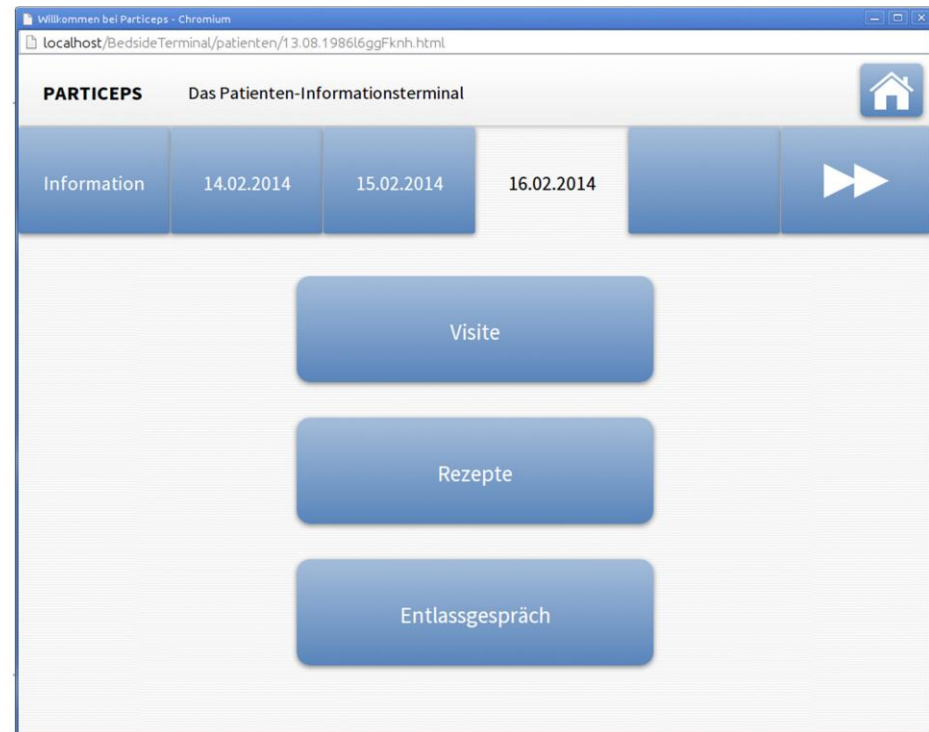 Willkommen bei Particeps - Chromium
localhost/BedsideTerminal/patienten/13.08.1986l6ggFknh.html
PARTICEPS Das Patienten-Informationsterminal
Information 14.02.2014 15.02.2014 16.02.2014
Visite
Rezepte
Entlassgespräch